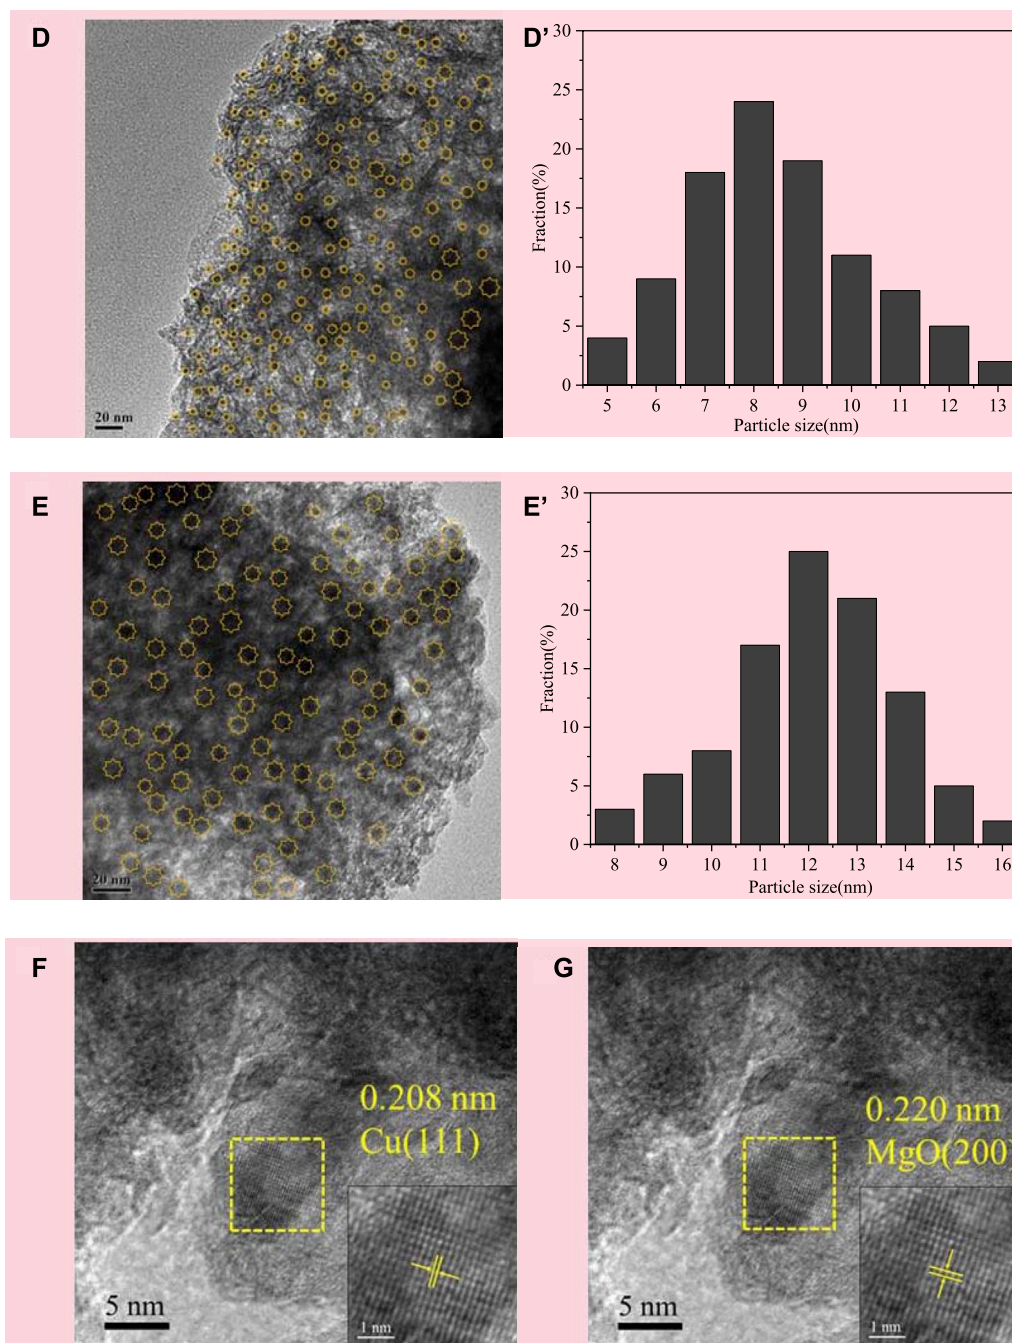 D
20 nm
D’
30
25
20
15
10
5
0
Fraction(%)
5 6 7 8 9 10 11 12 13
Particle size(nm)
E
20 nm
E’
30
25
20
15
10
5
0
Fraction(%)
8 9 10 11 12 13 14 15 16
Particle size(nm)
F
0.208 nm
Cu(111)
5 nm
1 nm
G
0.220 nm
MgO(200)
5 nm
1 nm